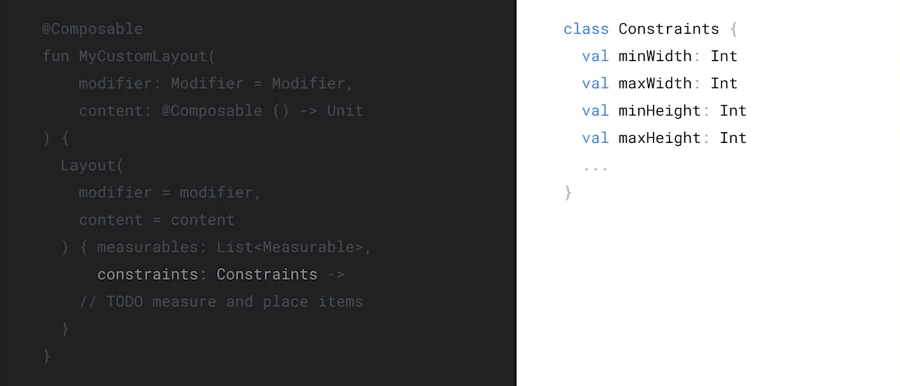 @Composable
fun MyCustomLayout(
modifier: Modifier = Modifier,
content: @Composable () -> Unit
) {
Layout(
modifier = modifier,
content = content
) { measurables: List<Measurable>,
constraints: Constraints ->
// TODO measure and place items
}
}
class Constraints {
val minWidth: Int
val maxWidth: Int
val minHeight: Int
val maxHeight: Int
...
}